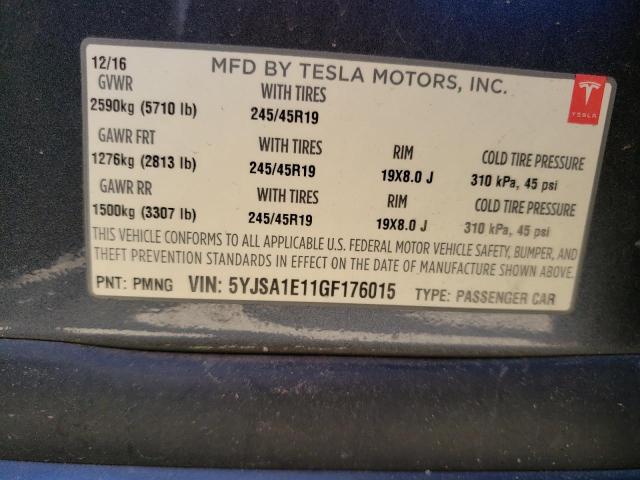 12/16 MFD BY TESLA MOTORS, INC.
GVWR WITH TIRES
2590kg (5710 lb) 245/45R19
TESLA
GAWR FRT WITH TIRES RIM COLD TIRE PRESSURE
1276kg (2813 lb) 245/45R19 19X8.0 J 310 kPa, 45 psi
GAWR RR WITH TIRES RIM COLD TIRE PRESSURE
1500kg (3307 lb) 245/45R19 19X8.0 J 310 kPa, 45 psi
THIS VEHICLE CONFORMS TO ALL APPLICABLE U.S. FEDERAL MOTOR VEHICLE SAFETY, BUMPER, AND
THEFT PREVENTION STANDARDS IN EFFECT ON THE DATE OF MANUFACTURE SHOWN ABOVE.
PNT: PMNG VIN: 5YJSA1E11GF176015 TYPE: PASSENGER CAR